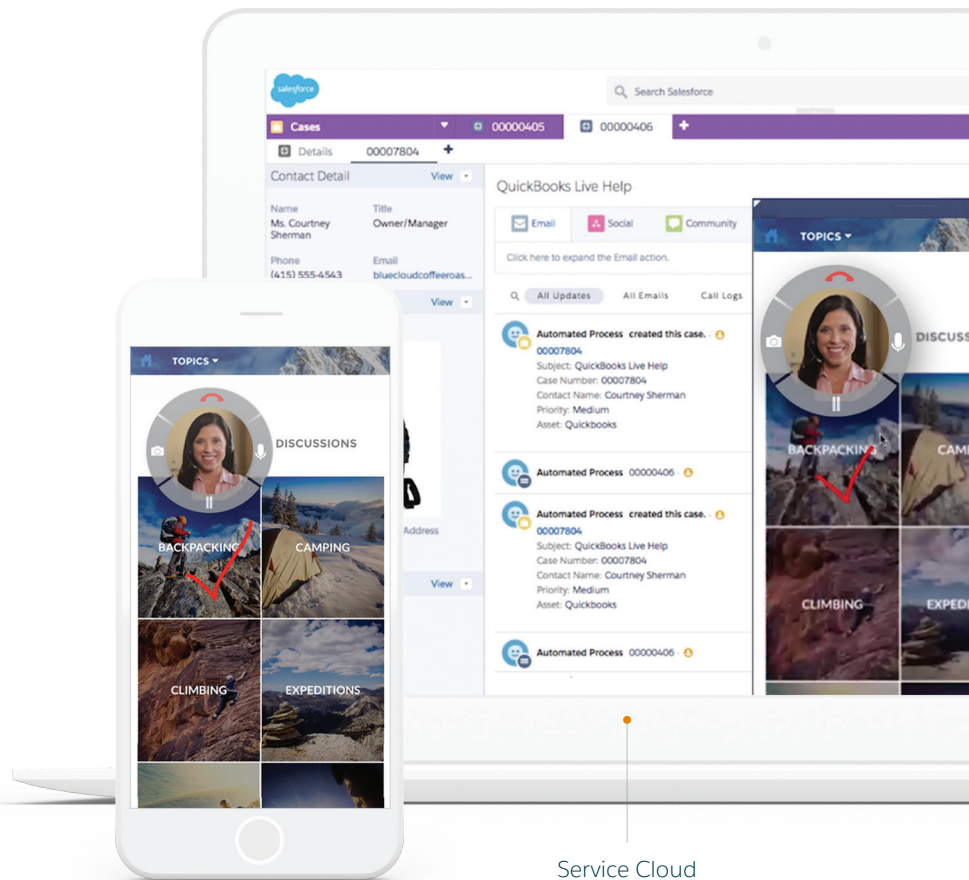 salesforce
Search Salesforce
Cases
00000405
00000406
Details
00007804
Contact Detail
View
Name
Title
Ms. Courtney
Sherman
Owner/Manager
Phone
Email
(415) 555-4543
bluecloudcoffeeroas...
View
Address
View
QuickBooks Live Help
Email
Social
Community
Click here to expand the Email action.
All Updates
All Emails
Call Logs
Automated Process created this case. ·
00007804
Subject: QuickBooks Live Help
Case Number: 00007804
Contact Name: Courtney Sherman
Priority: Medium
Asset: Quickbooks
Automated Process 00000406 ·
Automated Process created this case. ·
00007804
Subject: QuickBooks Live Help
Case Number: 00007804
Contact Name: Courtney Sherman
Priority: Medium
Asset: Quickbooks
Automated Process 00000406 ·
TOPICS
DISCUSS
BACKPACKING
CAM
CLIMBING
EXPEDI
TOPICS
DISCUSSIONS
BACKPACKING
CAMPING
CLIMBING
EXPEDITIONS
Service Cloud